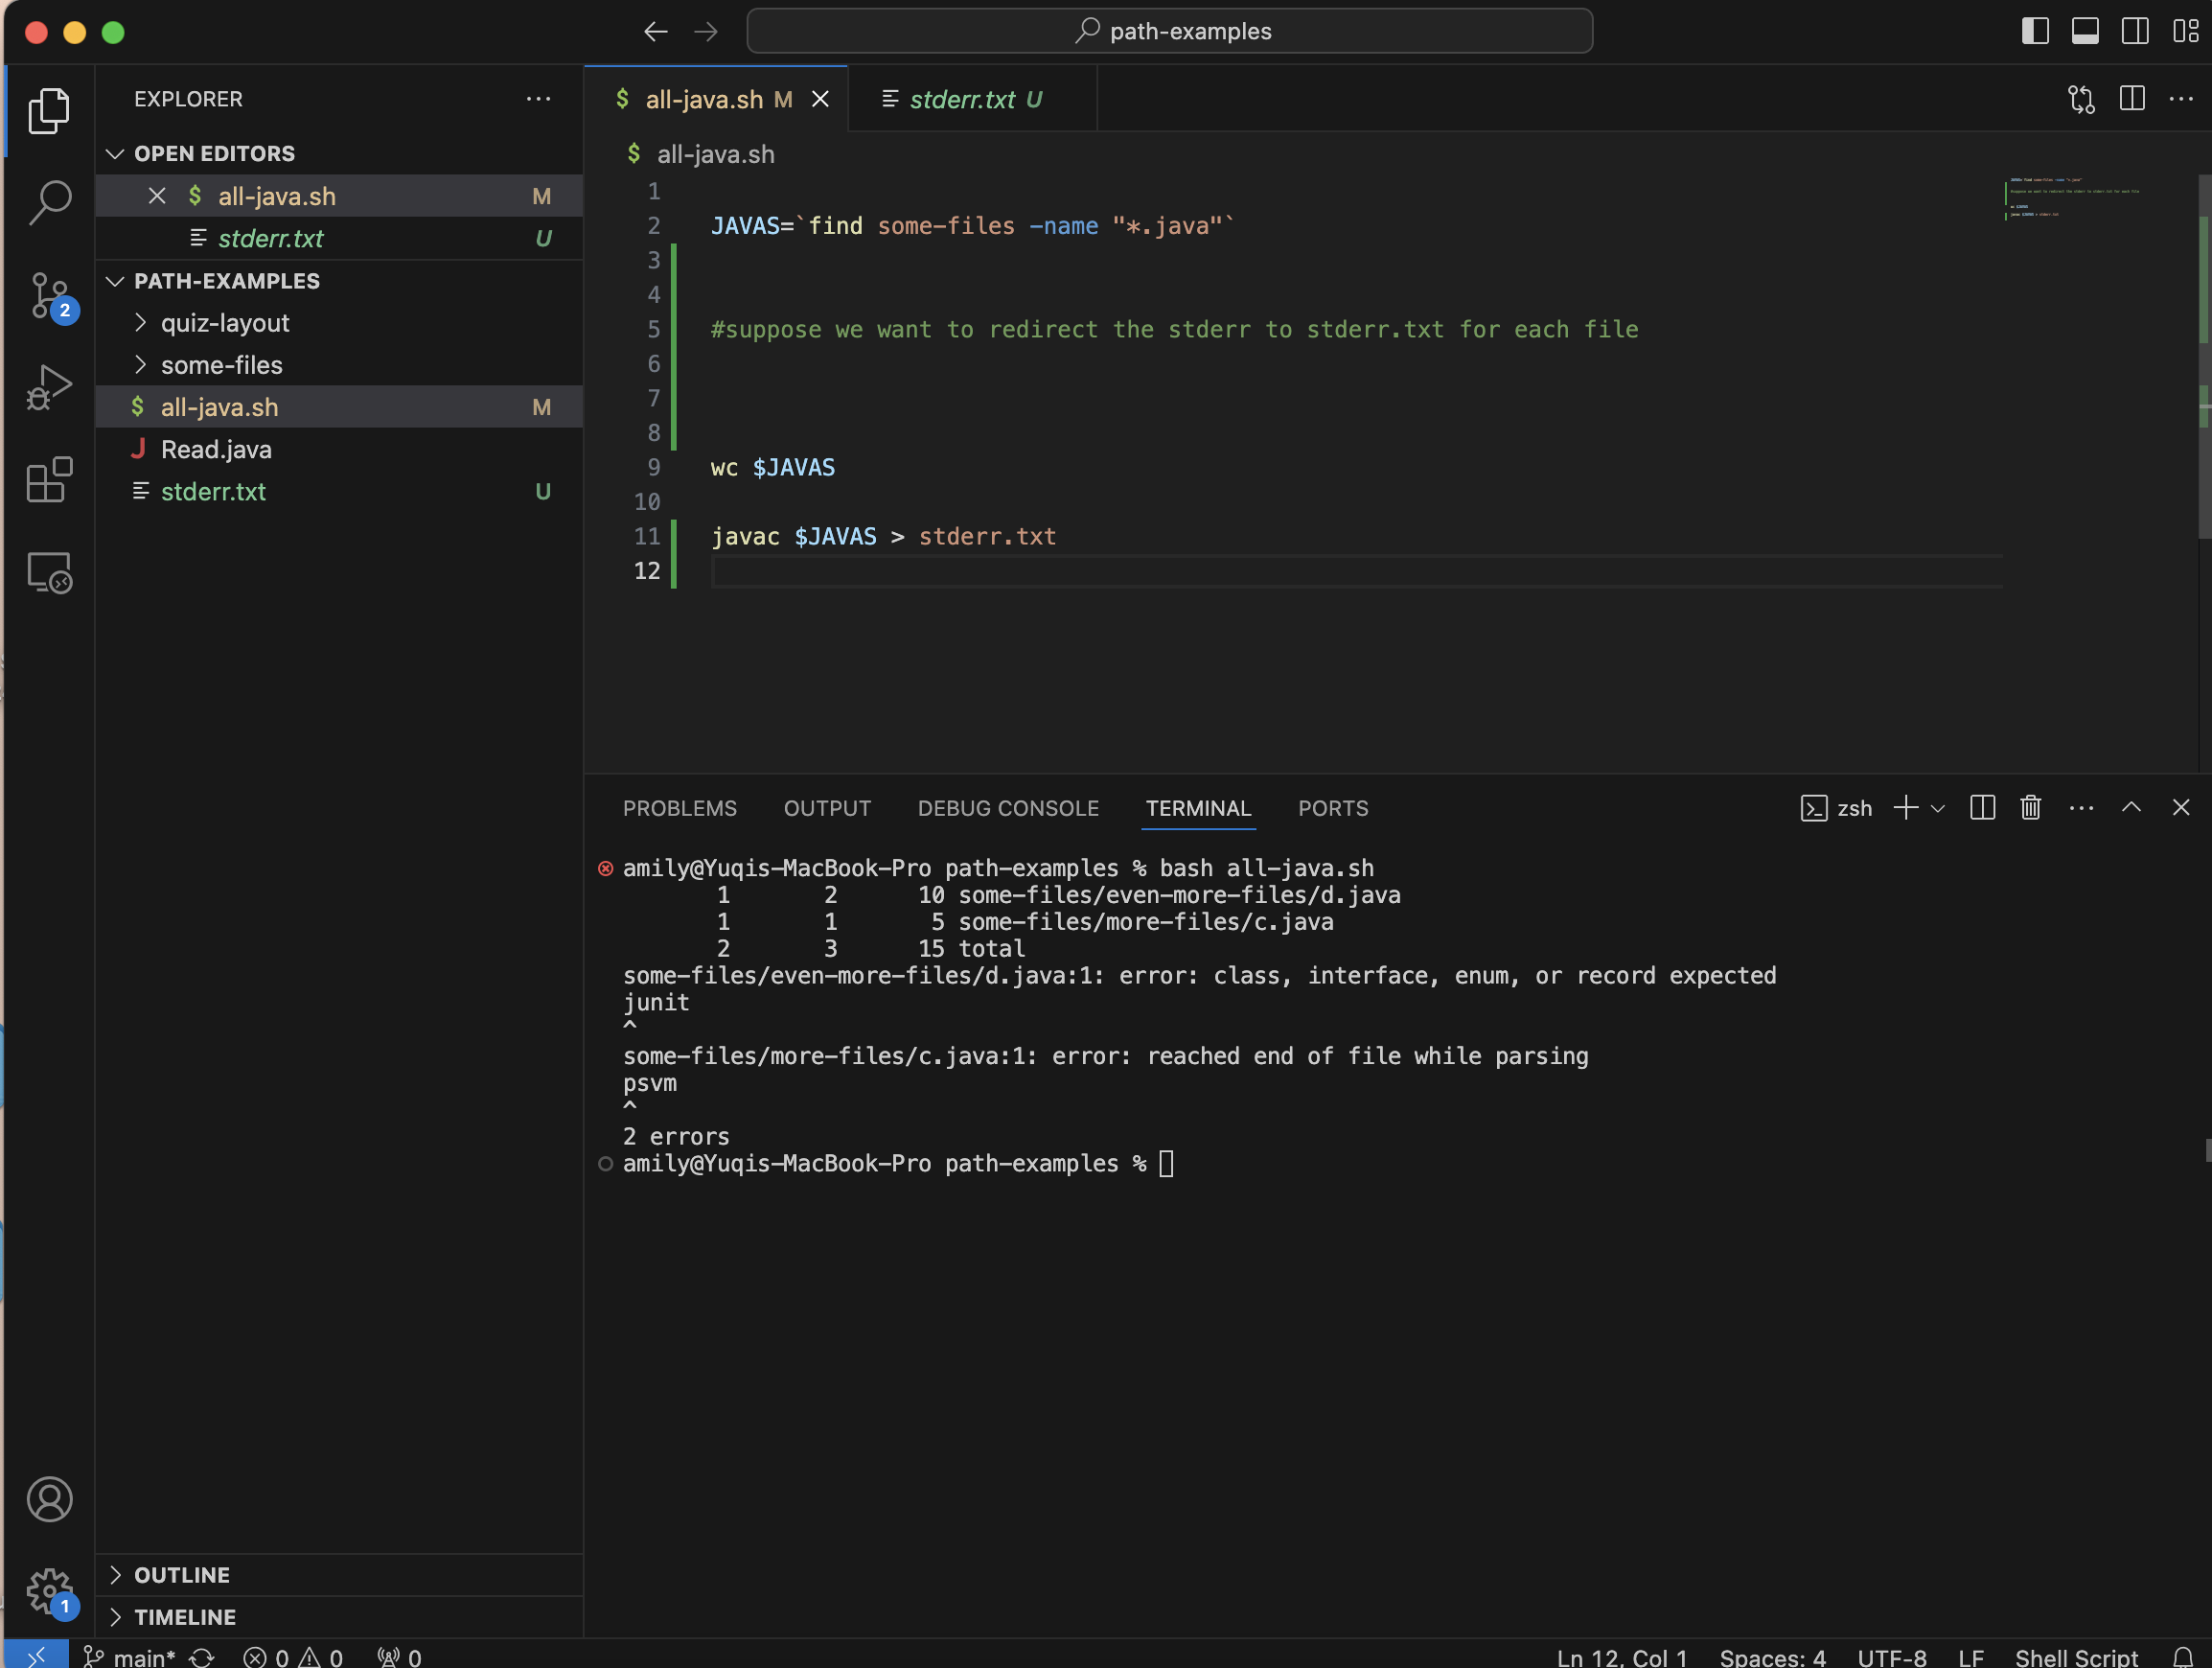 path-examples
EXPLORER
OPEN EDITORS
$ all-java.sh M
stderr.txt U
PATH-EXAMPLES
quiz-layout
some-files
$ all-java.sh M
J Read.java
stderr.txt U
OUTLINE
TIMELINE
2
1
$ all-java.sh M
stderr.txt U
$ all-java.sh
1
2 JAVAS=`find some-files -name "*.java"`
3
4
5 #suppose we want to redirect the stderr to stderr.txt for each file
6
7
8
9 wc $JAVAS
10
11 javac $JAVAS > stderr.txt
12
PROBLEMS OUTPUT DEBUG CONSOLE TERMINAL PORTS
zsh
amily@Yuqis-MacBook-Pro path-examples % bash all-java.sh
1 2 10 some-files/even-more-files/d.java
1 1 5 some-files/more-files/c.java
2 3 15 total
some-files/even-more-files/d.java:1: error: class, interface, enum, or record expected
junit
^
some-files/more-files/c.java:1: error: reached end of file while parsing
psvm
^
2 errors
amily@Yuqis-MacBook-Pro path-examples %
main* 0 0 0 Ln 12, Col 1 Spaces: 4 UTF-8 LF Shell Script